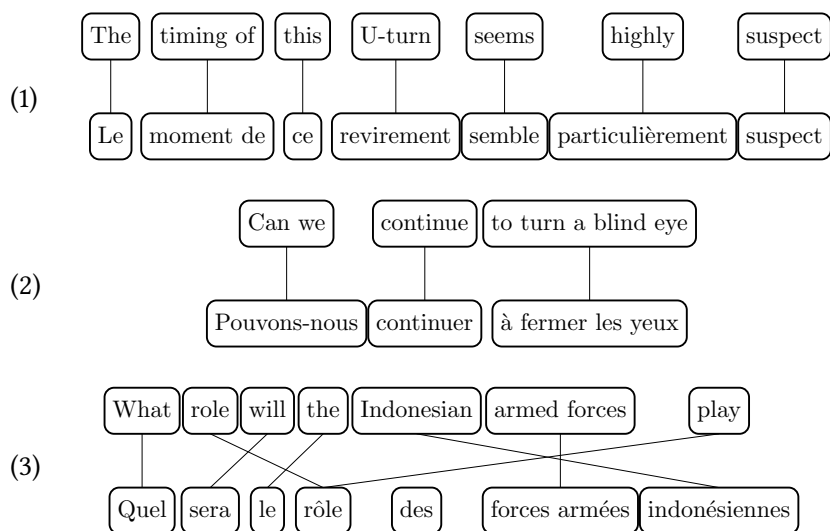 The timing of this U-turn seems highly suspect
(1)
Le moment de ce revirement semble particulièrement suspect
Can we continue to turn a blind eye
(2)
Pouvons-nous continuer à fermer les yeux
What role will the Indonesian armed forces play
(3)
Quel sera le rôle des forces armées indonésiennes